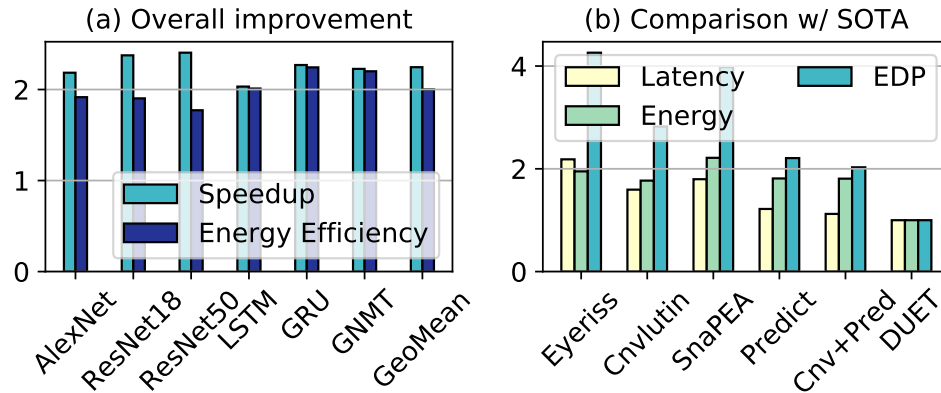 (a) Overall improvement
2
1
0
Speedup
Energy Efficiency
AlexNet
ResNet18
ResNet50
LSTM
GRU
GNMT
GeoMean
(b) Comparison w/ SOTA
4
2
0
Latency
EDP
Energy
Eyeriss
Cnvlutin
SnaPEA
Predict
Cnv+Pred
DUET